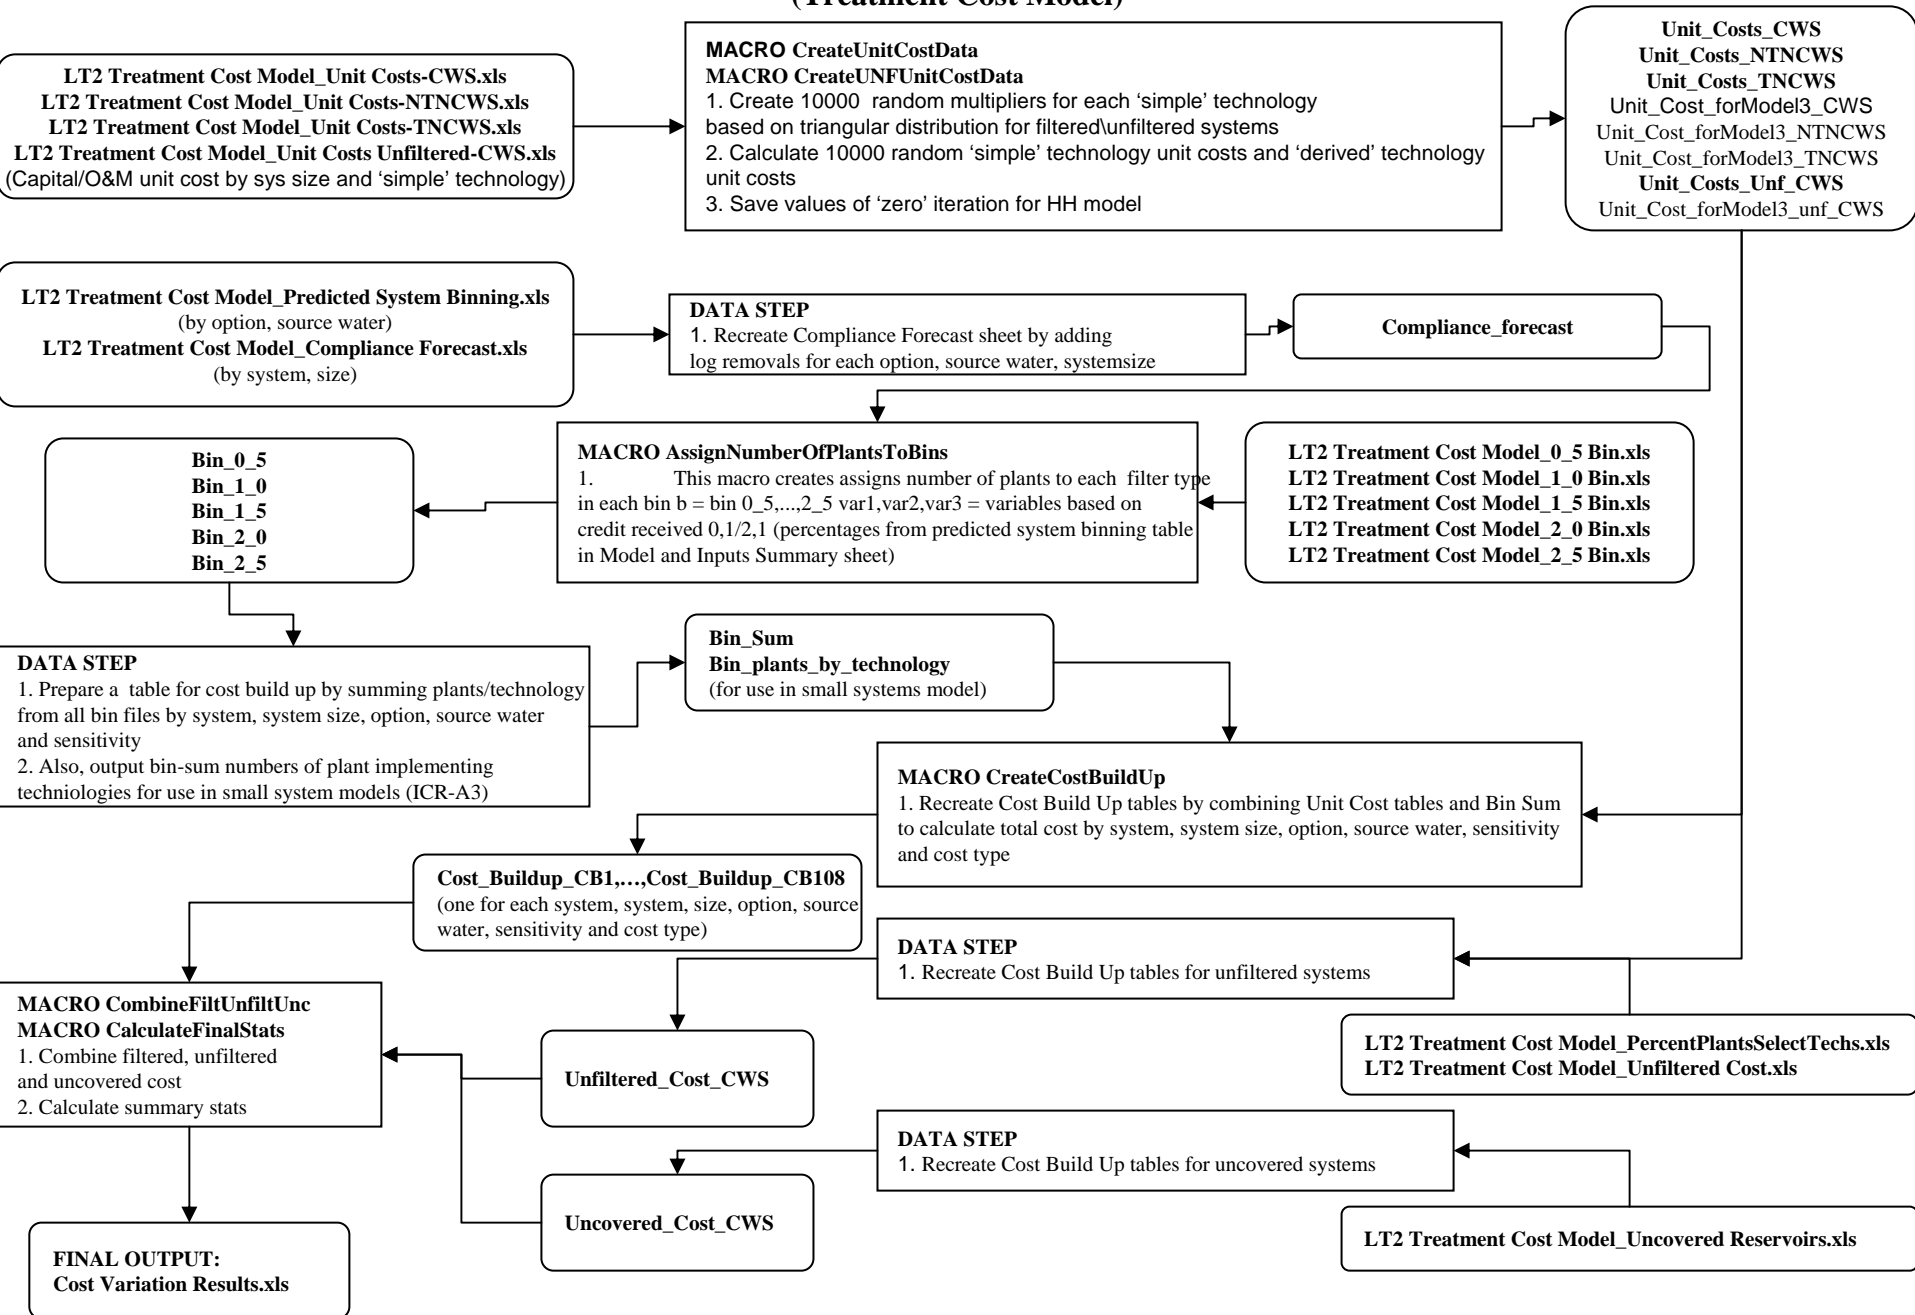 (Treatment Cost Model)
LT2 Treatment Cost Model_Unit Costs-CWS.xls
LT2 Treatment Cost Model_Unit Costs-NTNCWS.xls
LT2 Treatment Cost Model_Unit Costs-TNCWS.xls
LT2 Treatment Cost Model_Unit Costs Unfiltered-CWS.xls
(Capital/O&M unit cost by sys size and ‘simple’ technology)
MACRO CreateUnitCostData
MACRO CreateUNFUnitCostData
1. Create 10000 random multipliers for each ‘simple’ technology
based on triangular distribution for filtered\unfiltered systems
2. Calculate 10000 random ‘simple’ technology unit costs and ‘derived’ technology
unit costs
3. Save values of ‘zero’ iteration for HH model
Unit_Costs_CWS
Unit_Costs_NTNCWS
Unit_Costs_TNCWS
Unit_Cost_forModel3_CWS
Unit_Cost_forModel3_NTNCWS
Unit_Cost_forModel3_TNCWS
Unit_Costs_Unf_CWS
Unit_Cost_forModel3_unf_CWS
LT2 Treatment Cost Model_Predicted System Binning.xls
(by option, source water)
LT2 Treatment Cost Model_Compliance Forecast.xls
(by system, size)
DATA STEP
1. Recreate Compliance Forecast sheet by adding
log removals for each option, source water, systemsize
Compliance_forecast
Bin_0_5
Bin_1_0
Bin_1_5
Bin_2_0
Bin_2_5
MACRO AssignNumberOfPlantsToBins
1. This macro creates assigns number of plants to each filter type
in each bin b = bin 0_5,...,2_5 var1,var2,var3 = variables based on
credit received 0,1/2,1 (percentages from predicted system binning table
in Model and Inputs Summary sheet)
LT2 Treatment Cost Model_0_5 Bin.xls
LT2 Treatment Cost Model_1_0 Bin.xls
LT2 Treatment Cost Model_1_5 Bin.xls
LT2 Treatment Cost Model_2_0 Bin.xls
LT2 Treatment Cost Model_2_5 Bin.xls
DATA STEP
1. Prepare a table for cost build up by summing plants/technology
from all bin files by system, system size, option, source water
and sensitivity
2. Also, output bin-sum numbers of plant implementing
techniologies for use in small system models (ICR-A3)
Bin_Sum
Bin_plants_by_technology
(for use in small systems model)
MACRO CreateCostBuildUp
1. Recreate Cost Build Up tables by combining Unit Cost tables and Bin Sum
to calculate total cost by system, system size, option, source water, sensitivity
and cost type
Cost_Buildup_CB1,…,Cost_Buildup_CB108
(one for each system, system, size, option, source
water, sensitivity and cost type)
DATA STEP
1. Recreate Cost Build Up tables for unfiltered systems
MACRO CombineFiltUnfiltUnc
MACRO CalculateFinalStats
1. Combine filtered, unfiltered
and uncovered cost
2. Calculate summary stats
Unfiltered_Cost_CWS
LT2 Treatment Cost Model_PercentPlantsSelectTechs.xls
LT2 Treatment Cost Model_Unfiltered Cost.xls
DATA STEP
1. Recreate Cost Build Up tables for uncovered systems
Uncovered_Cost_CWS
LT2 Treatment Cost Model_Uncovered Reservoirs.xls
FINAL OUTPUT:
Cost Variation Results.xls